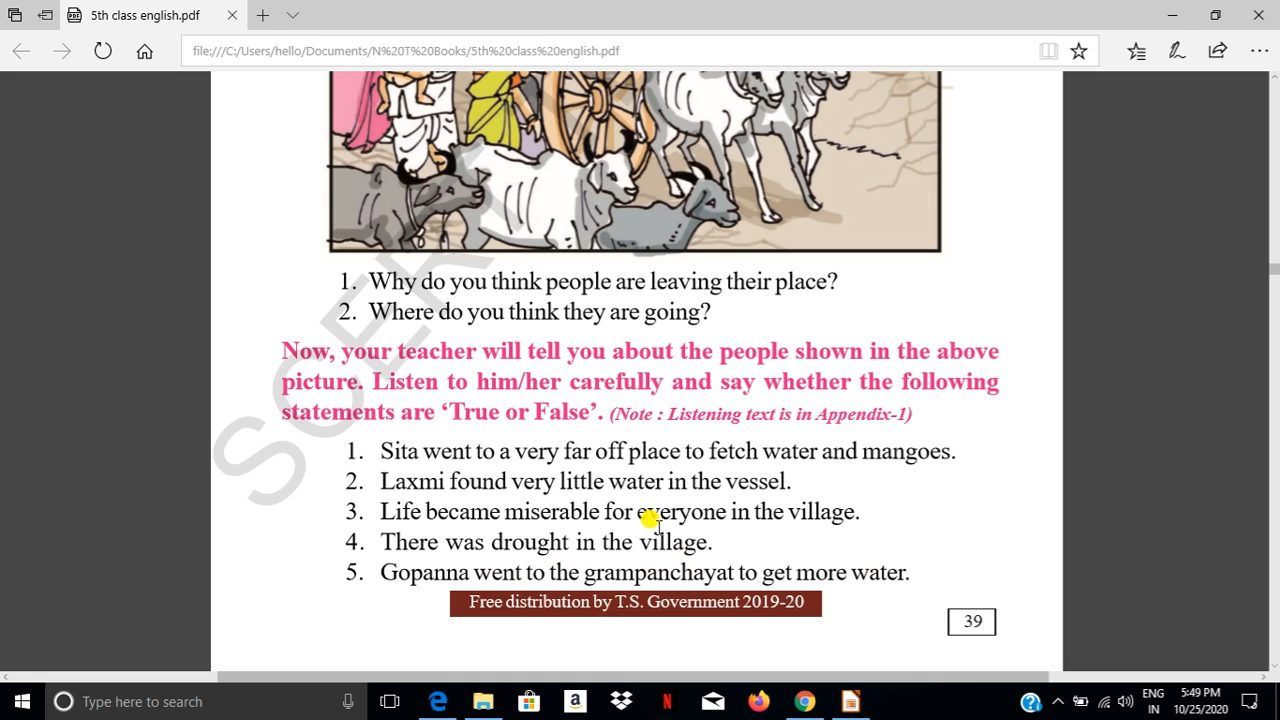 5th class english.pdf
file:///C:/Users/hello/Documents/N%20T%20Books/5th%20class%20english.pdf
1. Why do you think people are leaving their place?
2. Where do you think they are going?
Now, your teacher will tell you about the people shown in the above
picture. Listen to him/her carefully and say whether the following
statements are ‘True or False’. (Note : Listening text is in Appendix-1)
1. Sita went to a very far off place to fetch water and mangoes.
2. Laxmi found very little water in the vessel.
3. Life became miserable for everyone in the village.
4. There was drought in the village.
5. Gopanna went to the grampanchayat to get more water.
Free distribution by T.S. Government 2019-20
39
SCER
Type here to search
ENG
IN
5:49 PM
10/25/2020